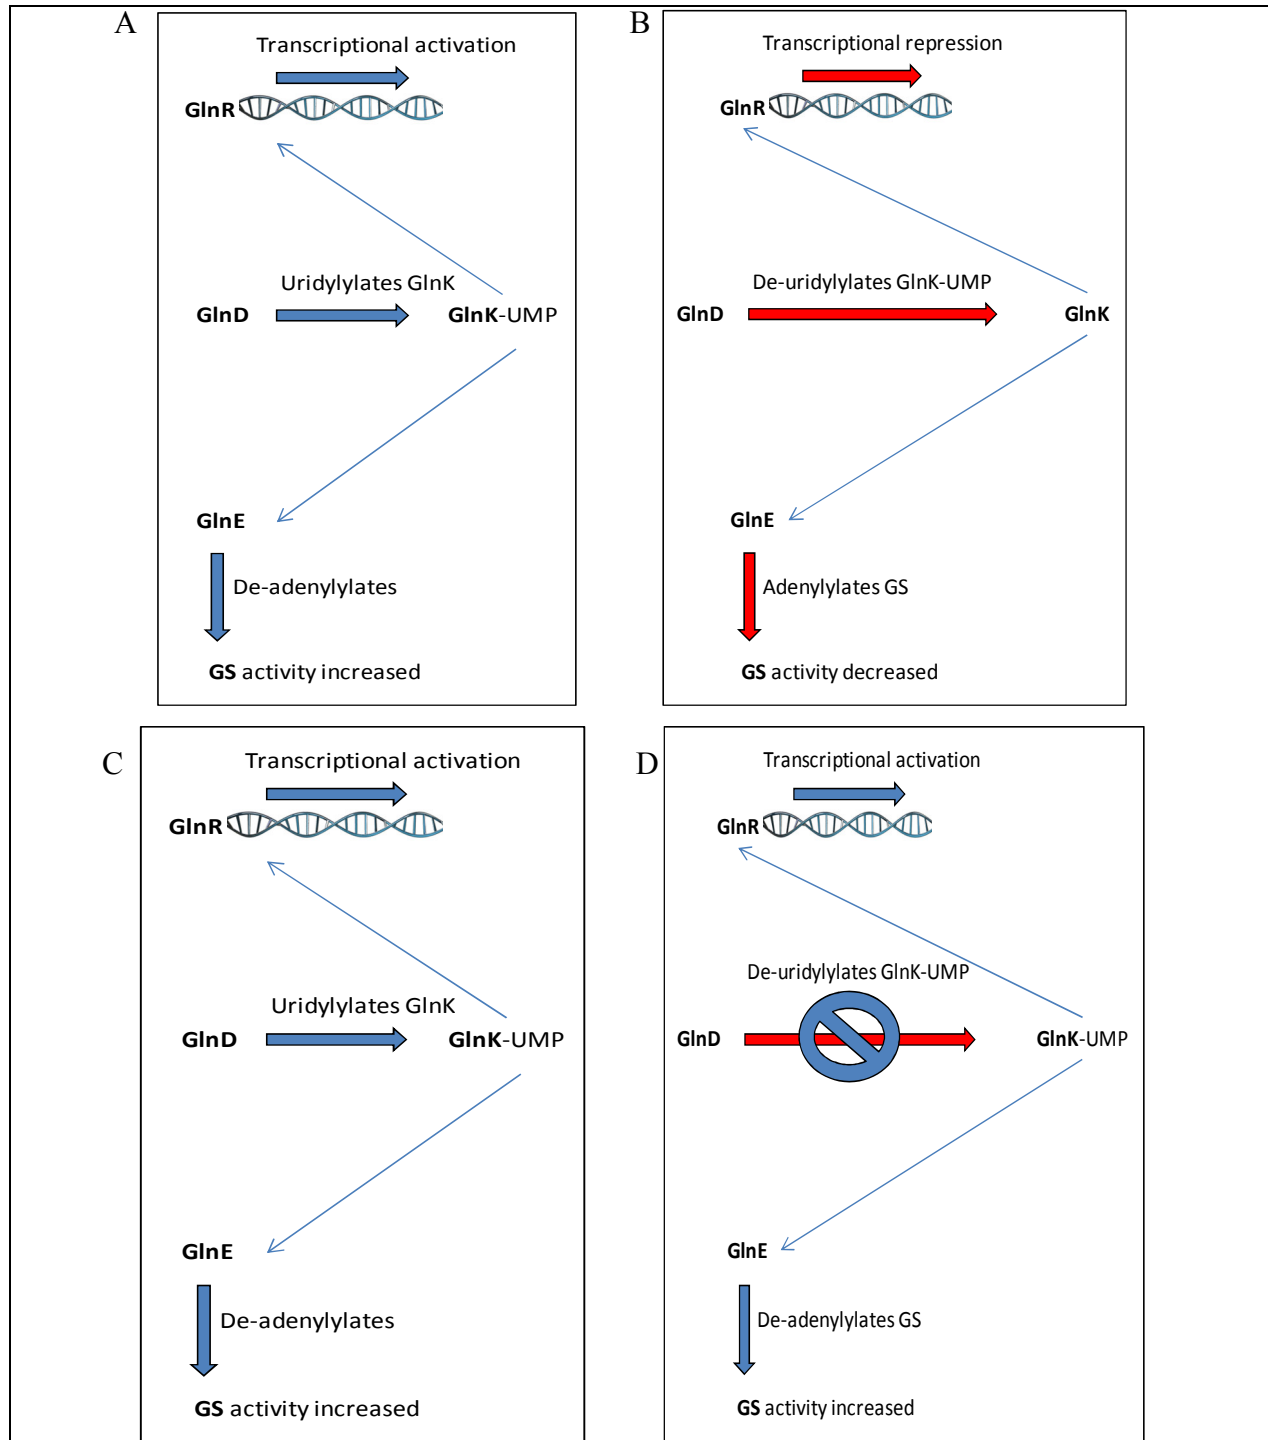 A
Transcriptional activation
GlnR
Uridylylates GlnK
GlnD
GlnK-UMP
GlnE
De-adenylylates
GS activity increased
B
Transcriptional repression
GlnR
De-uridylylates GlnK-UMP
GlnD
GlnK
GlnE
Adenylylates GS
GS activity decreased
C
Transcriptional activation
GlnR
Uridylylates GlnK
GlnD
GlnK-UMP
GlnE
De-adenylylates
GS activity increased
D
Transcriptional activation
GlnR
De-uridylylates GlnK-UMP
GlnD
GlnK-UMP
GlnE
De-adenylylates GS
GS activity increased